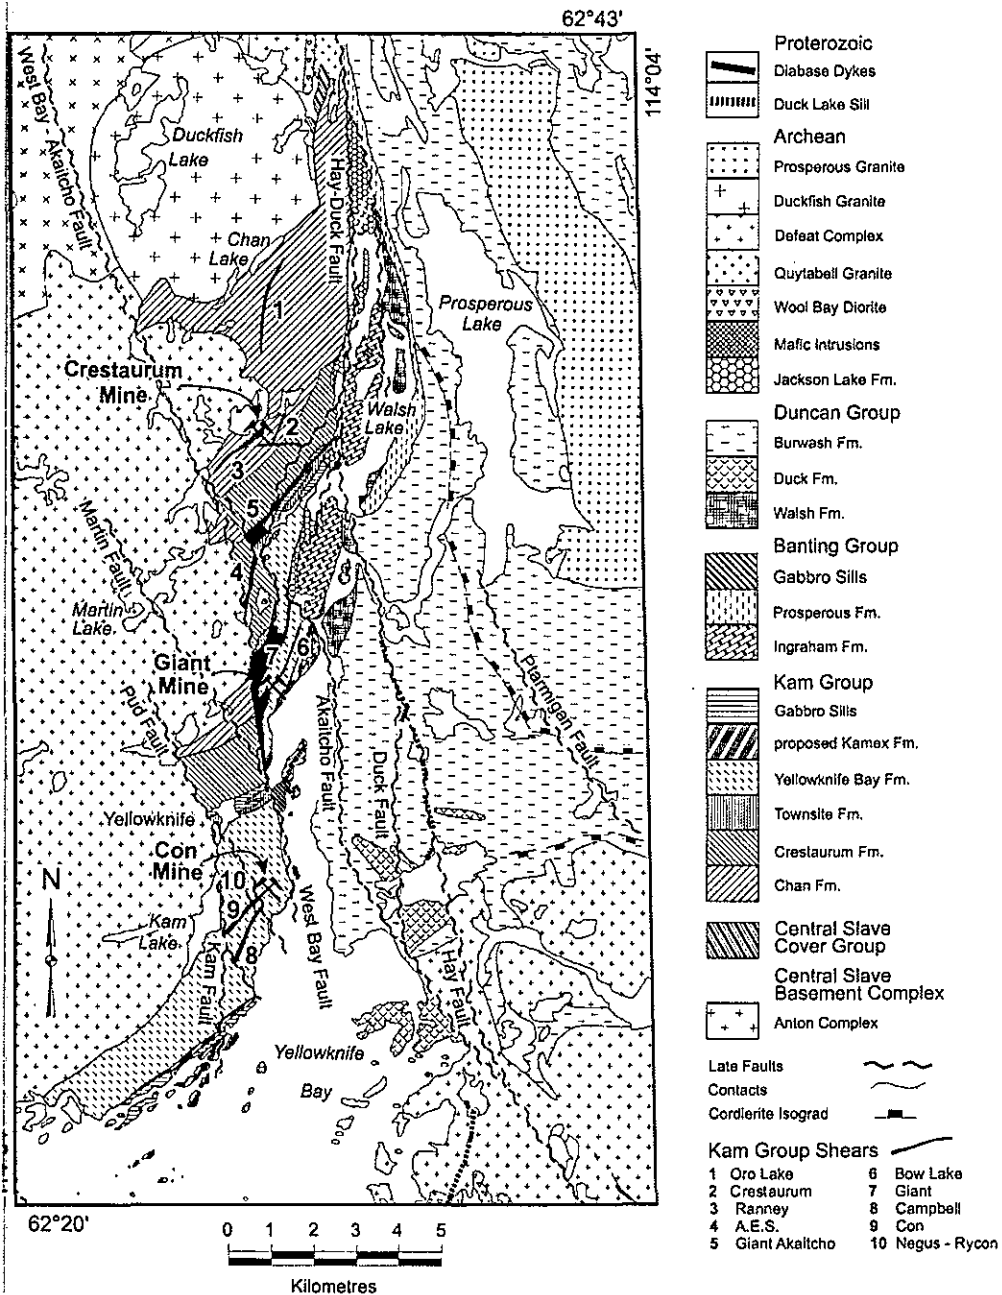 62°43'
114°04'
West Bay - Akaitcho Fault
Duckfish
Lake
Hay-Duck Fault
Chan
Lake
1
Prosperous
Lake
Crestaurum
Mine
2
Walsh
Lake
3
5
Martin Fault
4
Martin
Lake
Giant
Mine
7
6
Pud Fault
Akaitcho Fault
Duck Fault
Ptarmigan Fault
Yellowknife
Con
Mine
10
9
8
N
Kam
Lake
Kam Fault
West Bay Fault
Hay Fault
Yellowknife
Bay
62°20'
0 1 2 3 4 5
Kilometres
Proterozoic
Diabase Dykes
Duck Lake Sill
Archean
Prosperous Granite
Duckfish Granite
Defeat Complex
Quytabell Granite
Wool Bay Diorite
Mafic Intrusions
Jackson Lake Fm.
Duncan Group
Burwash Fm.
Duck Fm.
Walsh Fm.
Banting Group
Gabbro Sills
Prosperous Fm.
Ingraham Fm.
Kam Group
Gabbro Sills
proposed Kamex Fm.
Yellowknife Bay Fm.
Townsite Fm.
Crestaurum Fm.
Chan Fm.
Central Slave
Cover Group
Central Slave
Basement Complex
Anton Complex
Late Faults
Contacts
Cordierite Isograd
Kam Group Shears
1 Oro Lake 6 Bow Lake
2 Crestaurum 7 Giant
3 Ranney 8 Campbell
4 A.E.S. 9 Con
5 Giant Akaitcho 10 Negus - Rycon